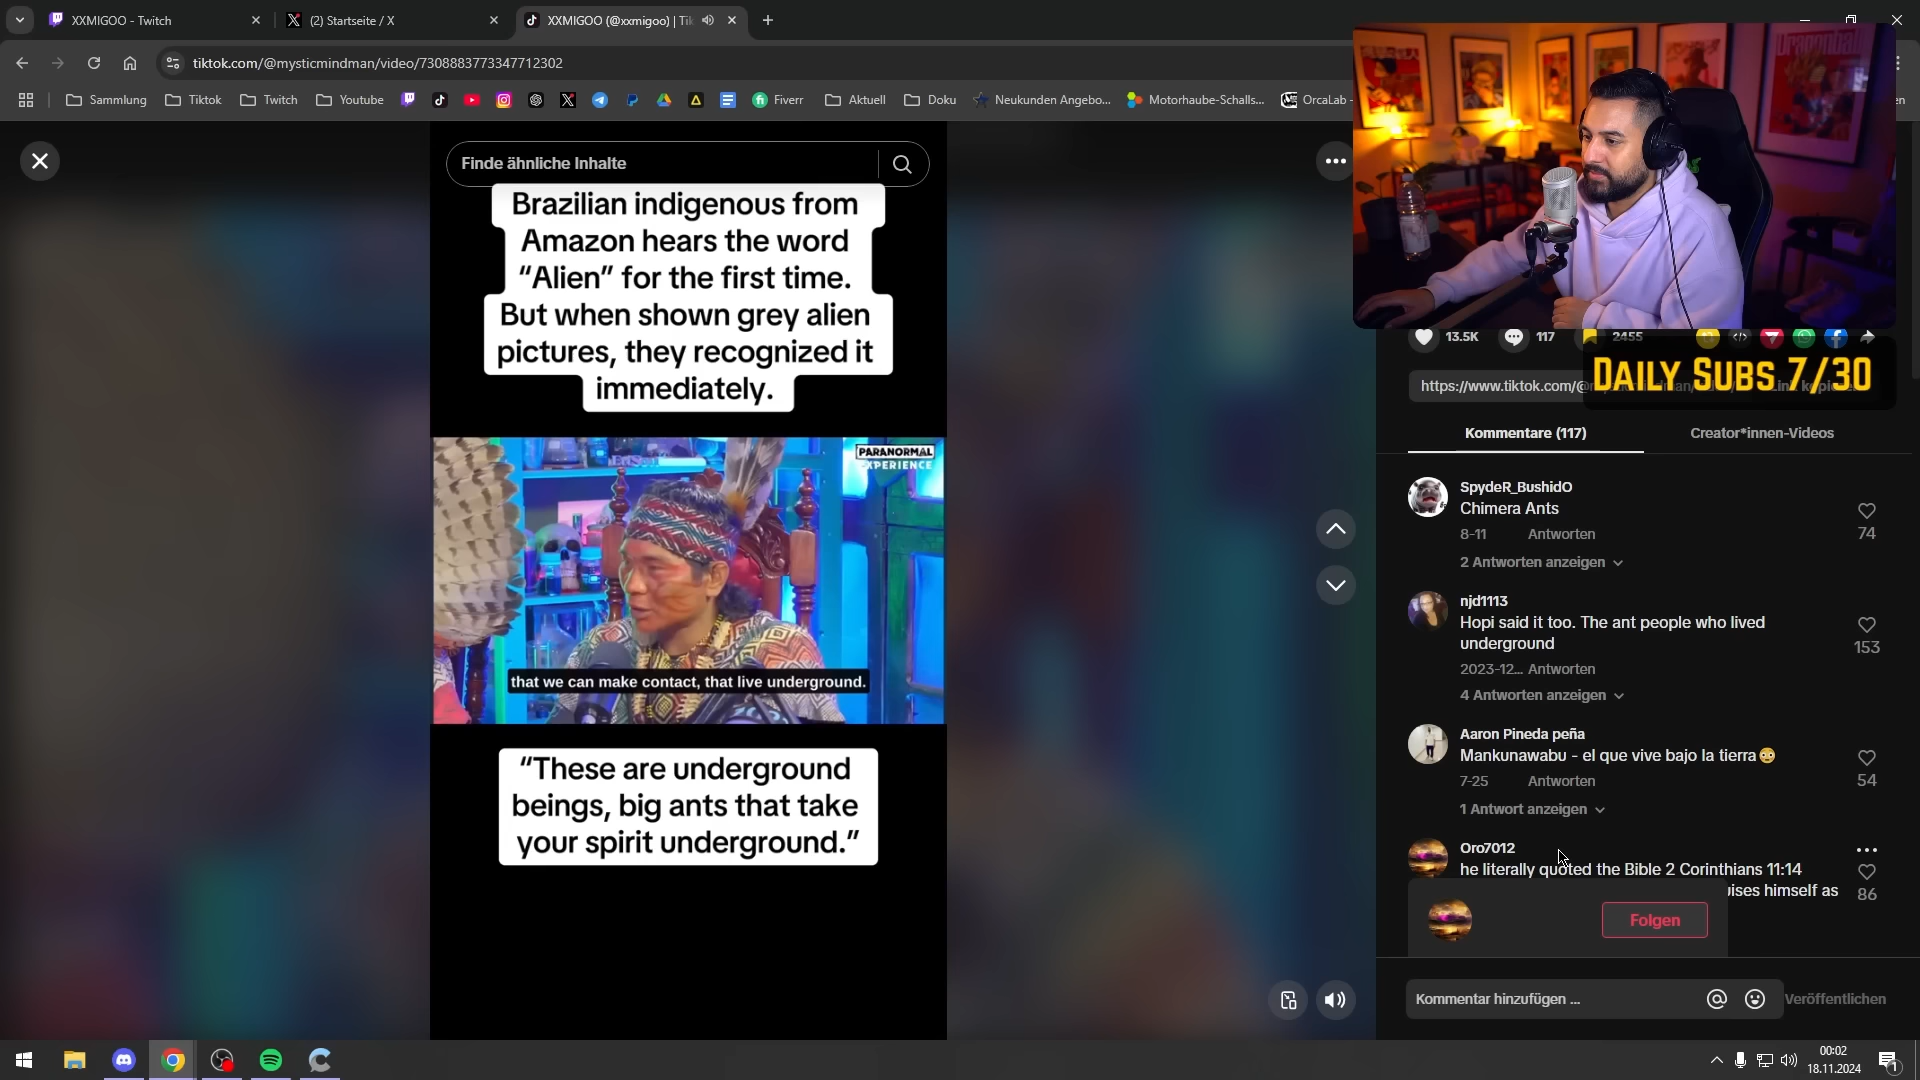 XXMIGOO - Twitch
(2) Startseite / X
XXMIGOO (@xxmigoo) | Tik
tiktok.com/@mysticmindman/video/7308883773347712302
Sammlung
Tiktok
Twitch
Youtube
Fiverr
Aktuell
Doku
Neukunden Angebo...
Motorhaube-Schalls...
OrcaLab -
Finde ähnliche Inhalte
Brazilian indigenous from
Amazon hears the word
“Alien” for the first time.
But when shown grey alien
pictures, they recognized it
immediately.
PARANORMAL
EXPERIENCE
that we can make contact, that live underground.
“These are underground
beings, big ants that take
your spirit underground.”
13.5K
117
2455
DAILY SUBS 7/30
https://www.tiktok.com/@
Kommentare (117)
Creator*innen-Videos
SpydeR_BushidO
Chimera Ants
8-11 Antworten
74
2 Antworten anzeigen
njd1113
Hopi said it too. The ant people who lived
underground
153
2023-12... Antworten
4 Antworten anzeigen
Aaron Pineda peña
Mankunawabu - el que vive bajo la tierra😳
7-25 Antworten
54
1 Antwort anzeigen
Oro7012
he literally quoted the Bible 2 Corinthians 11:14
himself as
86
Folgen
Kommentar hinzufügen ...
Veröffentlichen
00:02
18.11.2024
1